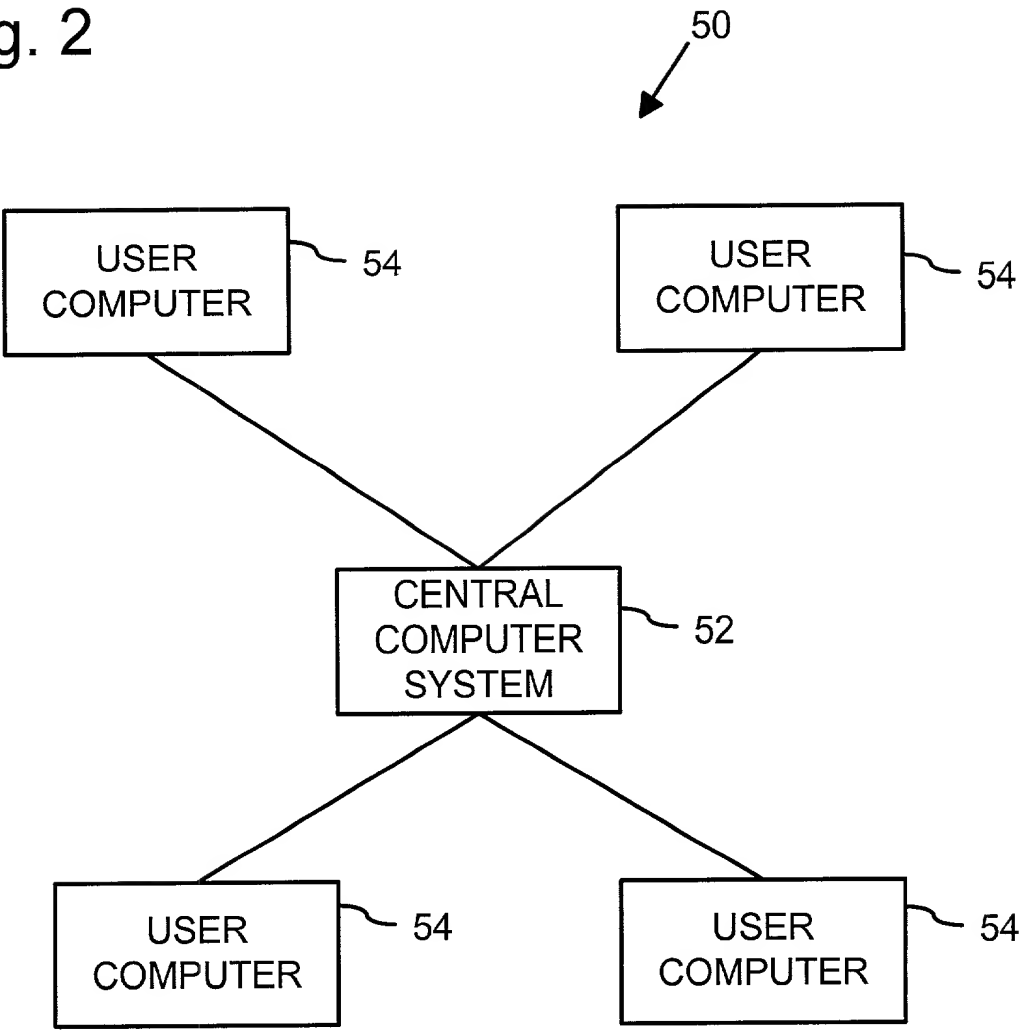 g. 2
50
USER
COMPUTER
54
USER
COMPUTER
54
CENTRAL
COMPUTER
SYSTEM
52
USER
COMPUTER
54
USER
COMPUTER
54